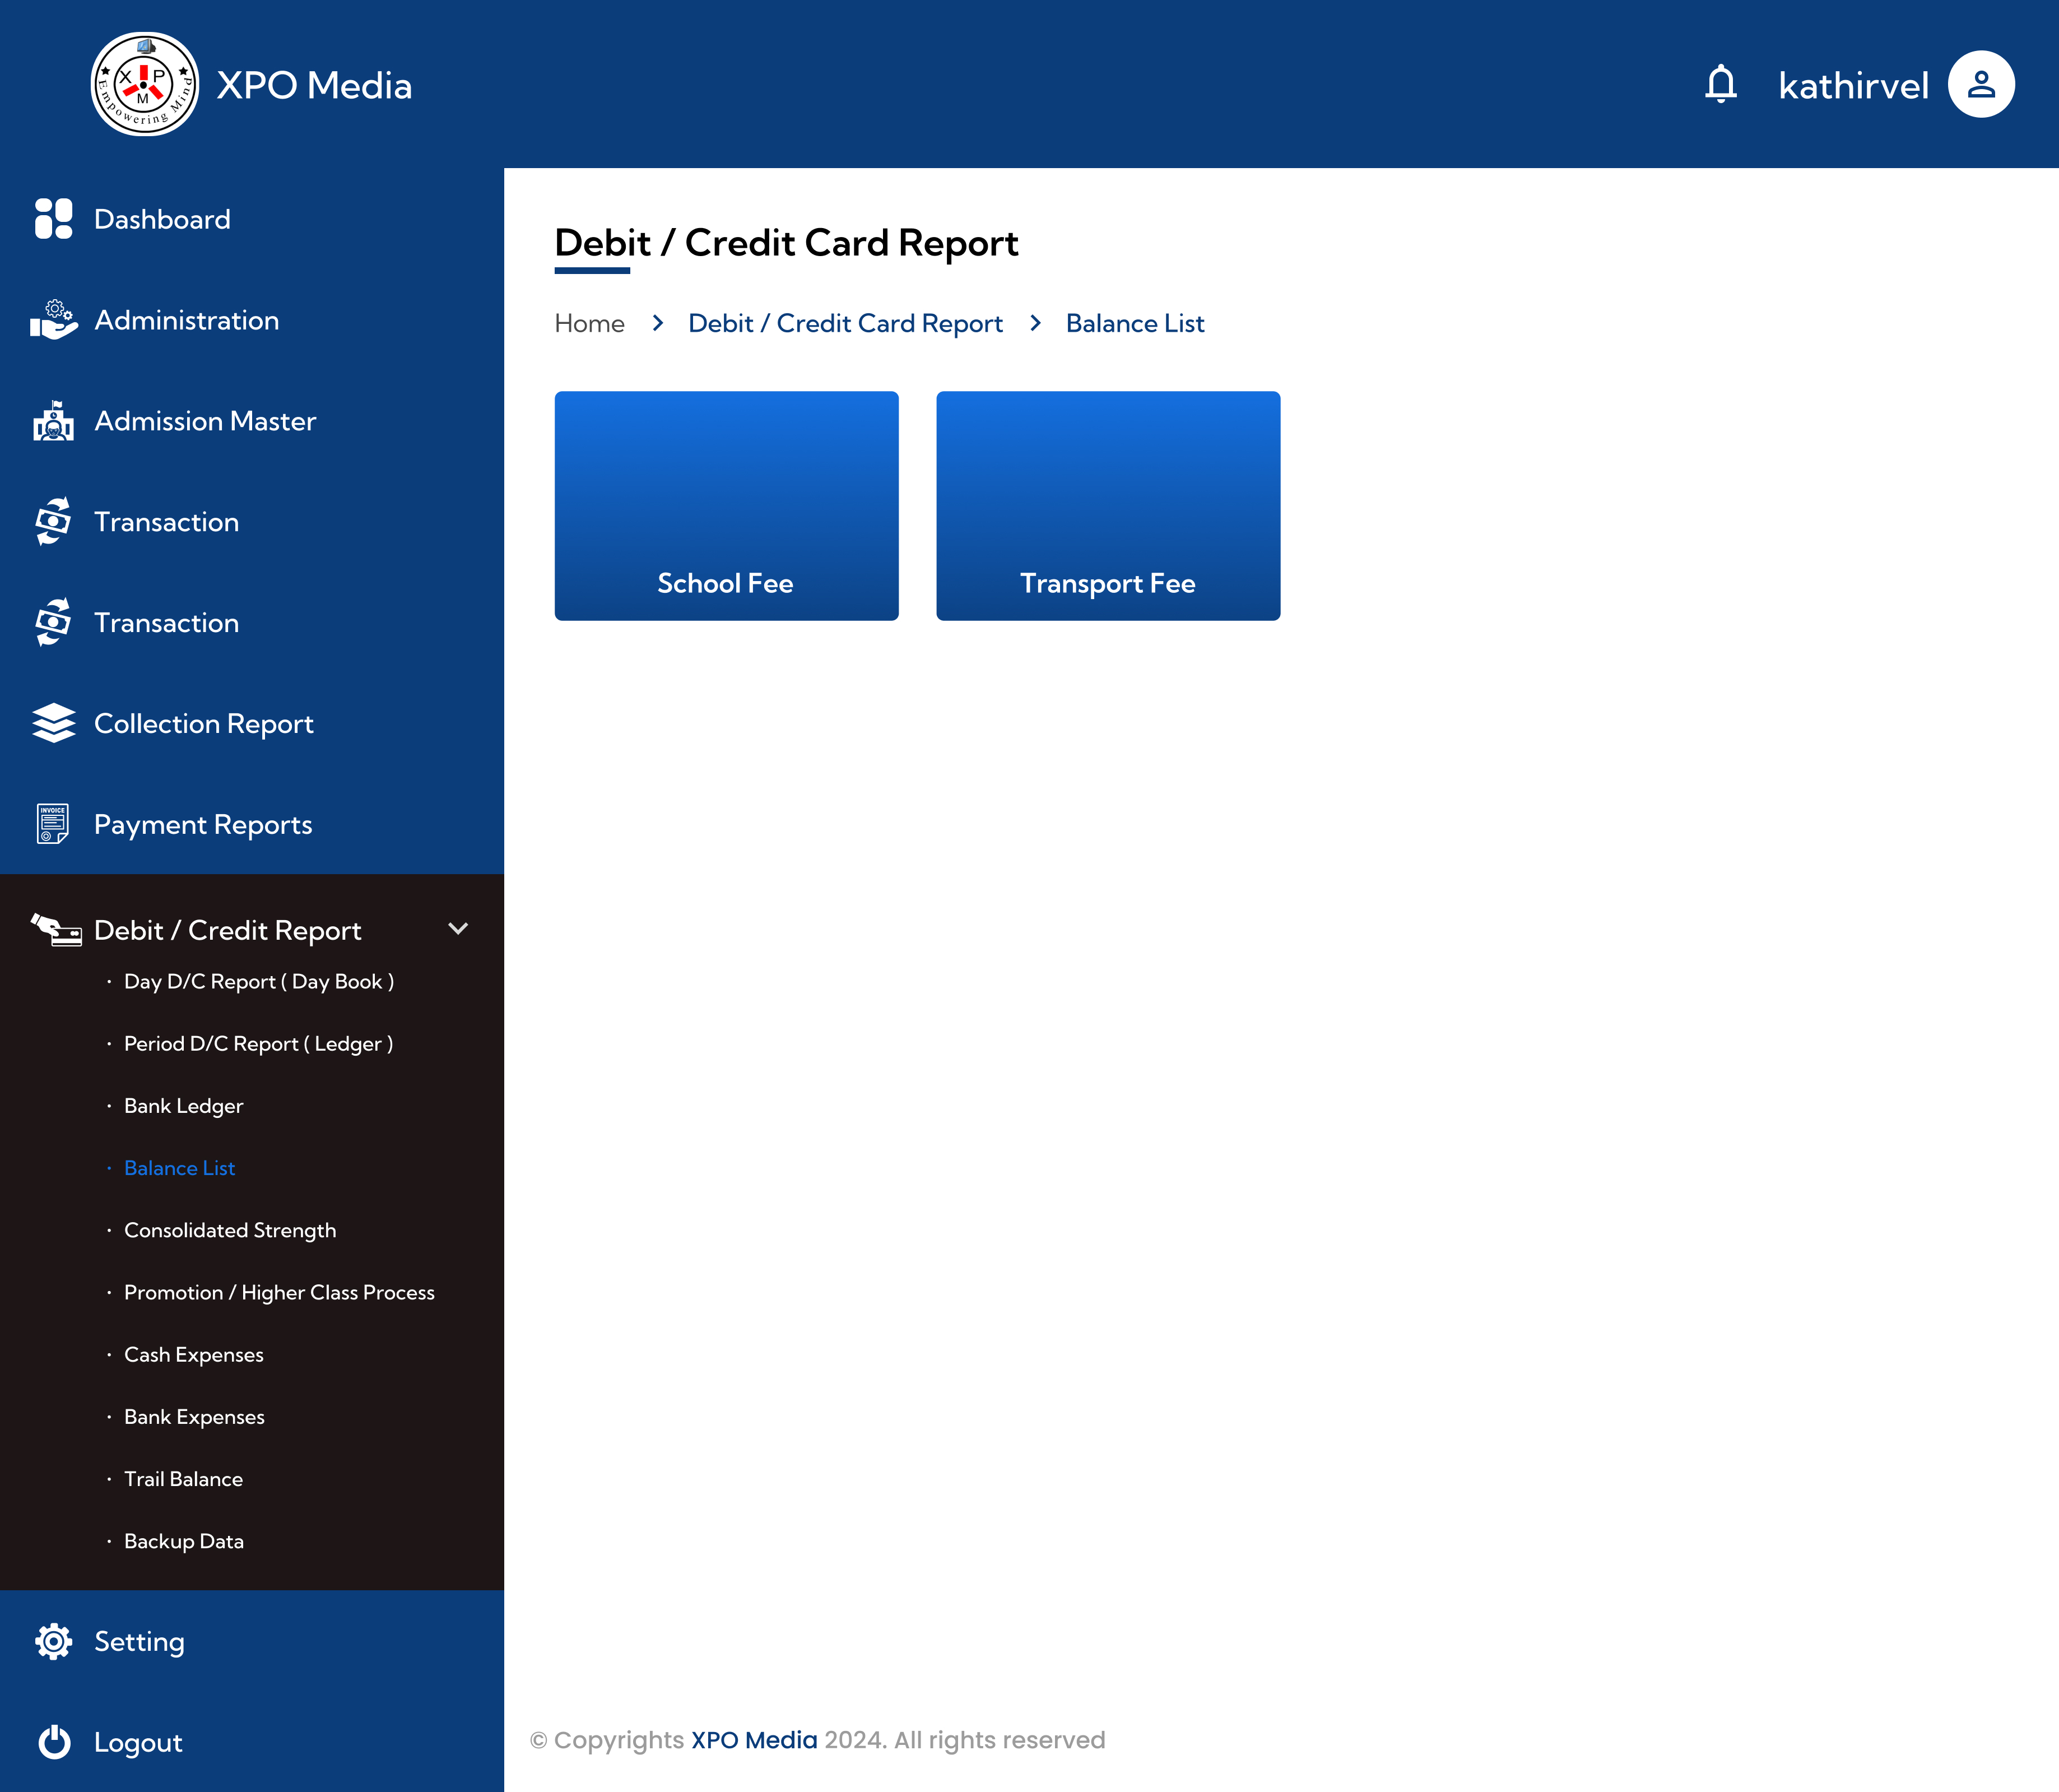 X P M
Empowering Mind
XPO Media
kathirvel
Dashboard
Administration
Admission Master
Transaction
Transaction
Collection Report
INVOICE
Payment Reports
Debit / Credit Report
· Day D/C Report ( Day Book )
· Period D/C Report ( Ledger )
· Bank Ledger
· Balance List
· Consolidated Strength
· Promotion / Higher Class Process
· Cash Expenses
· Bank Expenses
· Trail Balance
· Backup Data
Setting
Logout
Debit / Credit Card Report
Home > Debit / Credit Card Report > Balance List
School Fee
Transport Fee
© Copyrights XPO Media 2024. All rights reserved